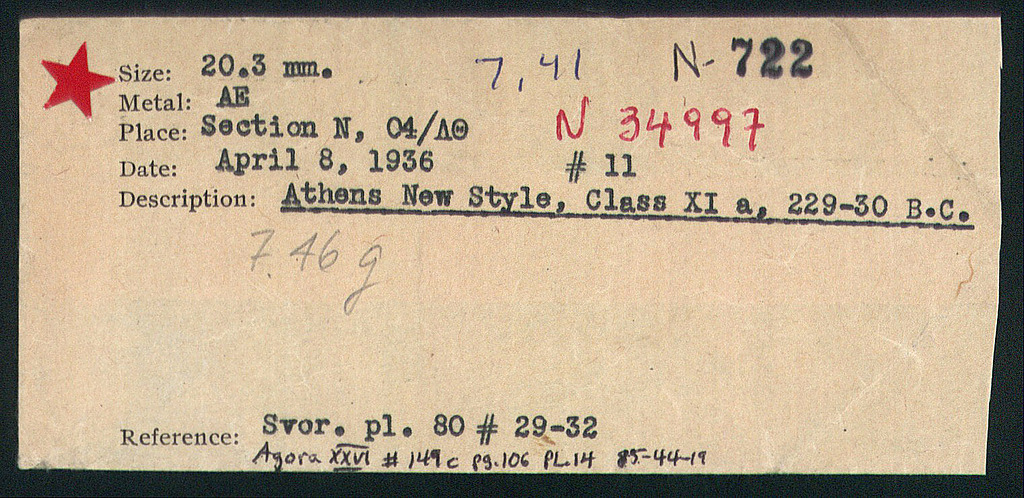 Size: 20.3 mm. 7,41 N- 722
Metal: AE
Place: Section N, O4/ΛΘ N 34997
Date: April 8, 1936 # 11
Description: Athens New Style, Class XI a, 229-30 B.C.
7.46 g
Reference: Svor. pl. 80 # 29-32
Agora XXVI # 149c pg.106 PL.14 85-44-19